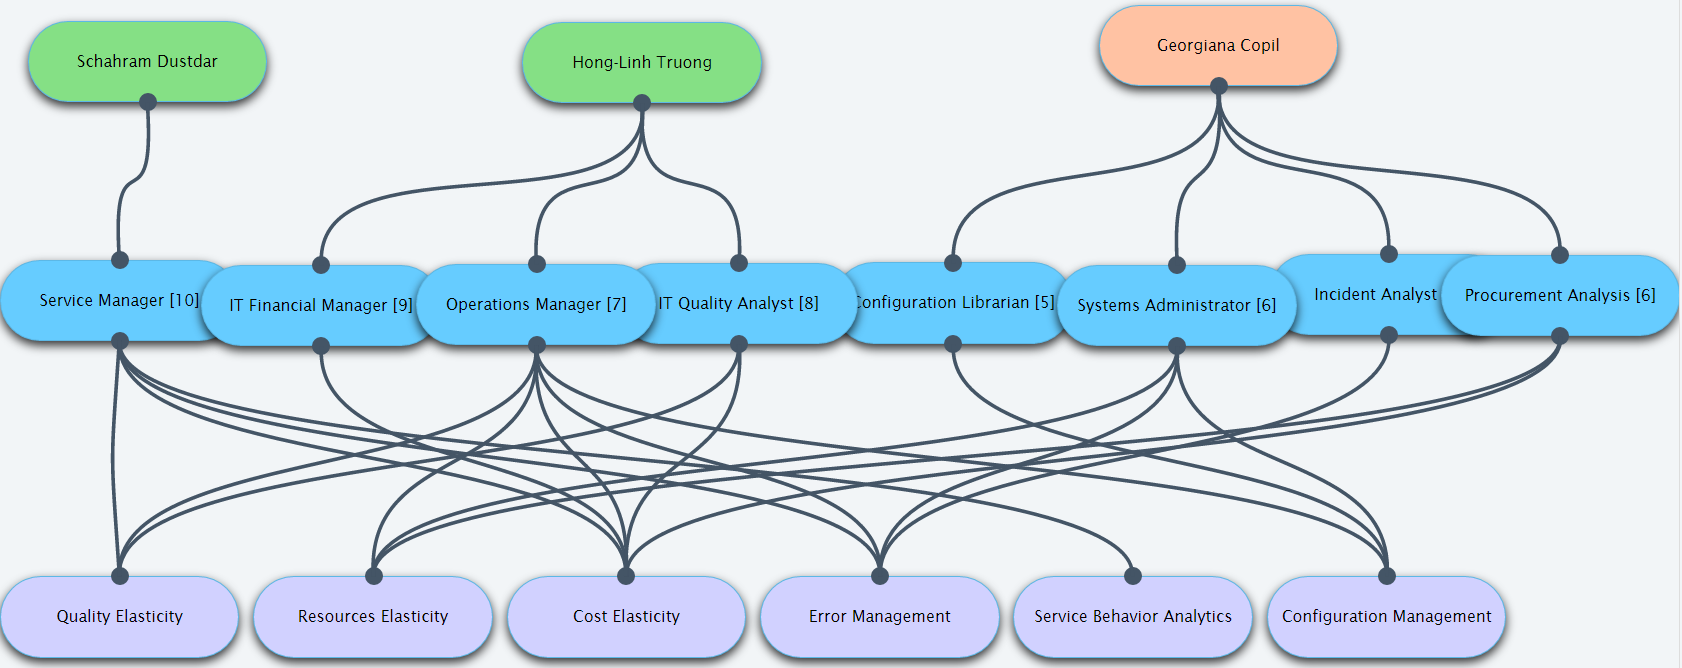 Schahram Dustdar
Hong-Linh Truong
Georgiana Copil
Service Manager [10]
IT Financial Manager [9]
Operations Manager [7]
IT Quality Analyst [8]
Configuration Librarian [5]
Systems Administrator [6]
Incident Analyst
Procurement Analysis [6]
Quality Elasticity
Resources Elasticity
Cost Elasticity
Error Management
Service Behavior Analytics
Configuration Management